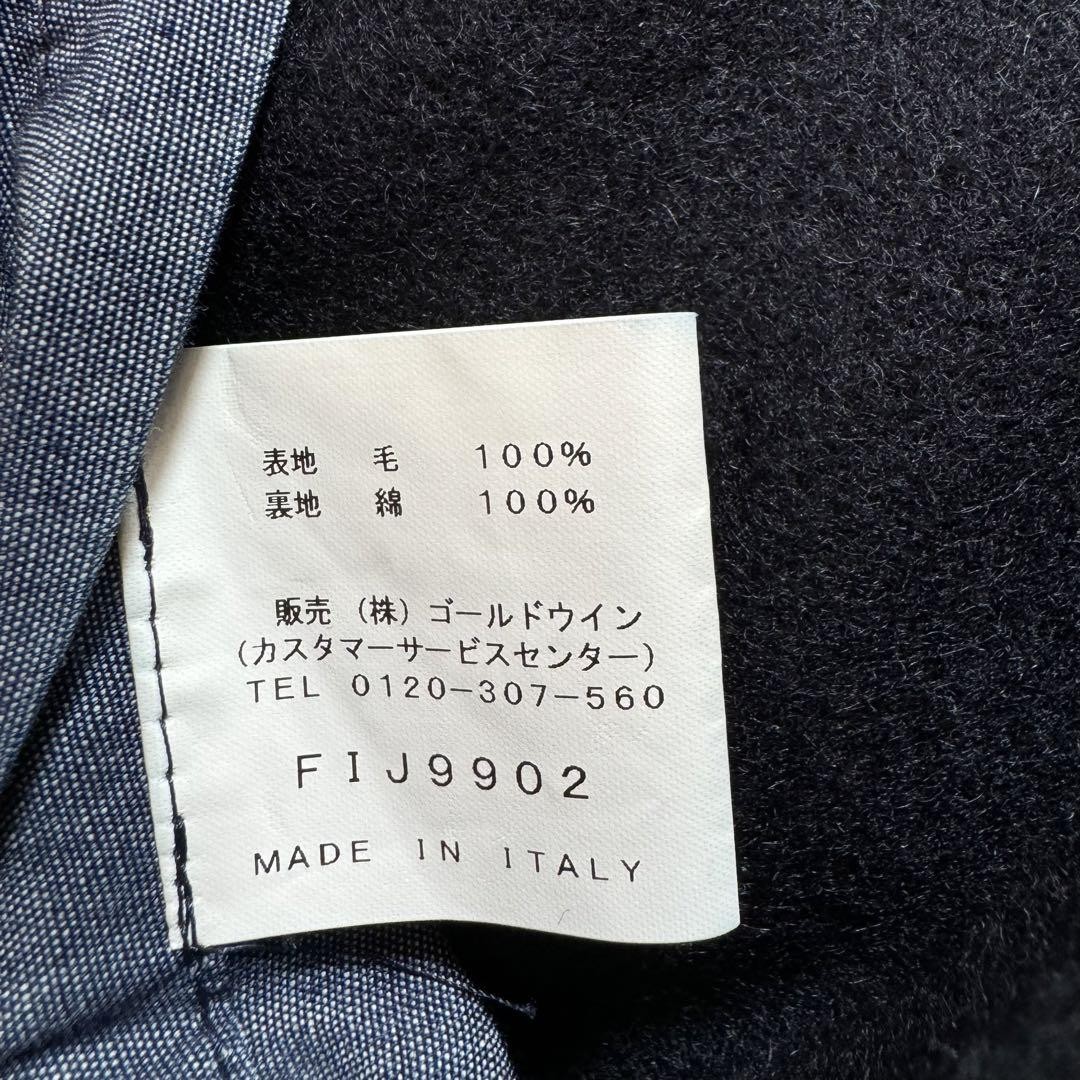 表地 毛 100%
裏地 綿 100%
販売 (株) ゴールドウイン
(カスタマーサービスセンター)
TEL 0120-307-560
FIJ9902
MADE IN ITALY